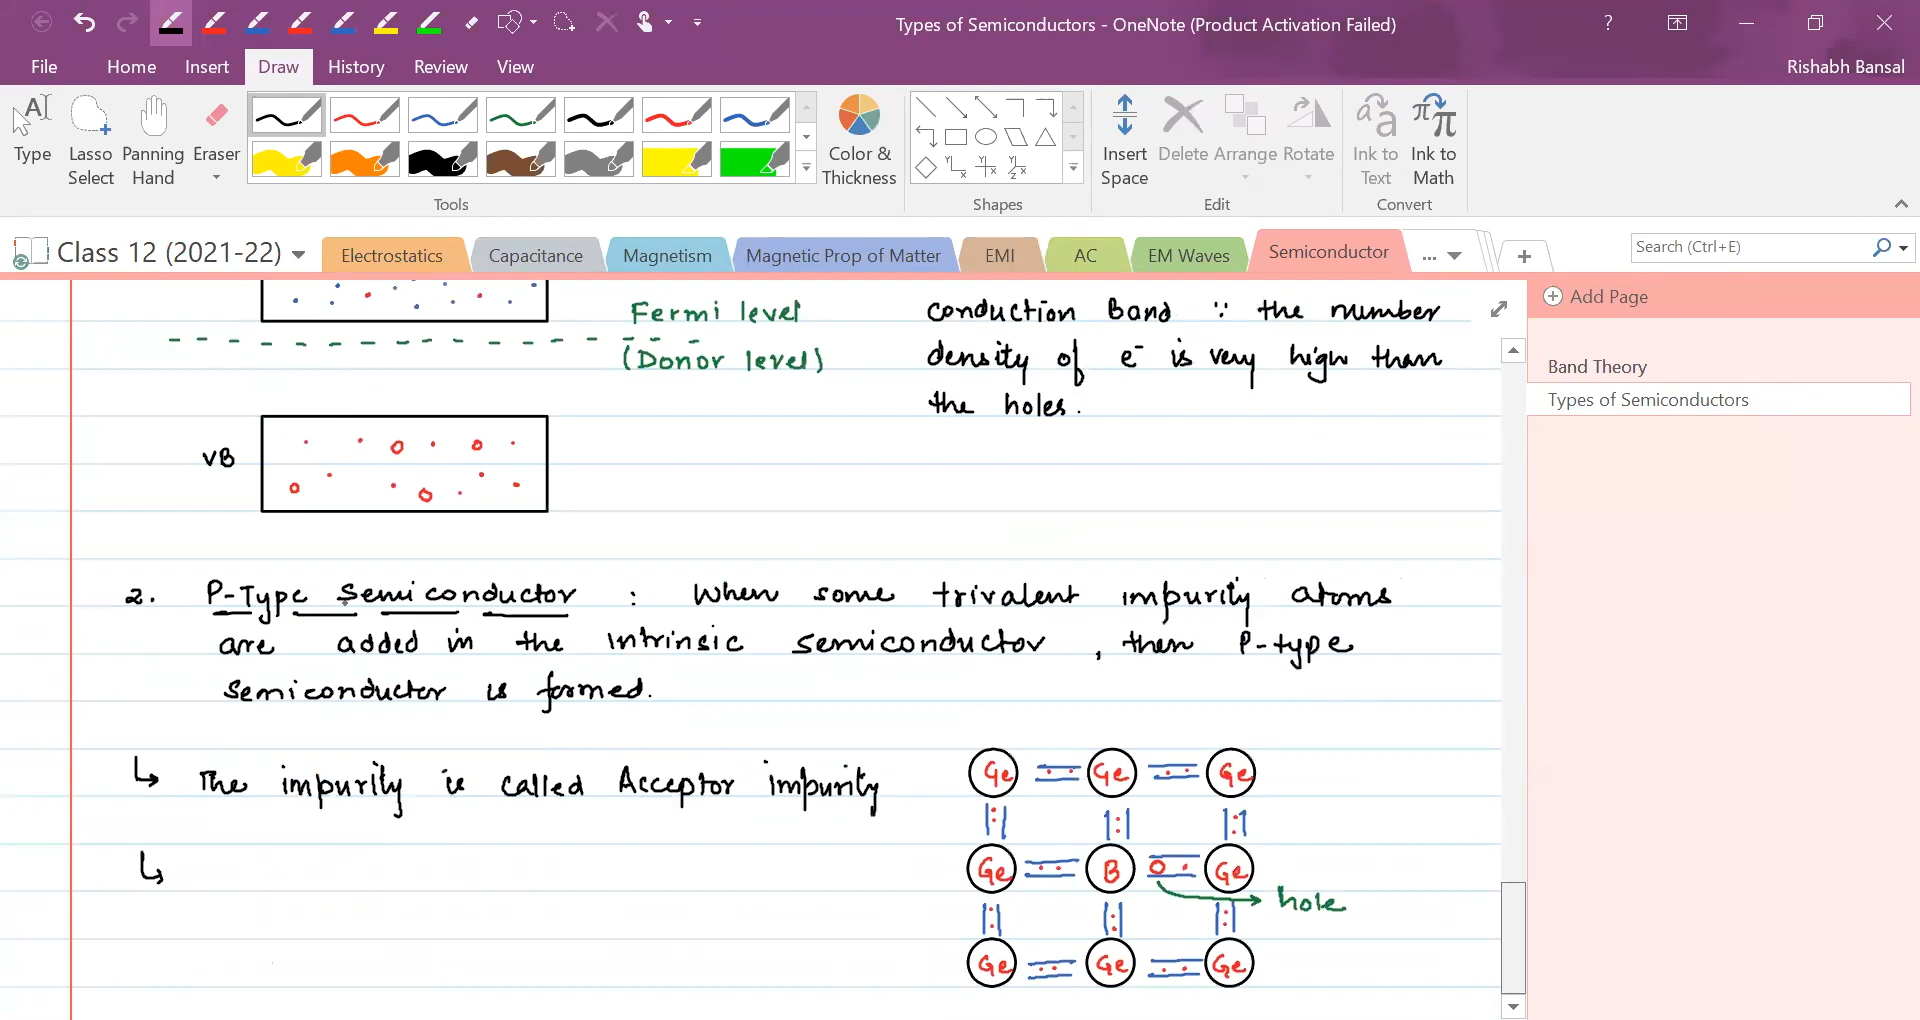 Types of Semiconductors - OneNote (Product Activation Failed)
?
File Home Insert Draw History Review View
Rishabh Bansal
Type
Lasso Select
Panning Hand
Eraser
Color & Thickness
Insert Space
Delete
Arrange
Rotate
Ink to Text
Ink to Math
Tools
Shapes
Edit
Convert
Class 12 (2021-22)
Electrostatics Capacitance Magnetism Magnetic Prop of Matter EMI AC EM Waves Semiconductor ... +
Search (Ctrl+E)
Add Page
Band Theory
Types of Semiconductors
Fermi level
(Donor level)
conduction Band ∵ the number
density of e⁻ is very high than
the holes.
VB
2. P-Type Semiconductor : When some trivalent impurity atoms
are added in the intrinsic semiconductor, then P-type
semiconductor is formed.
↳ The impurity is called Acceptor impurity
↳
Ge Ge Ge
Ge B Ge
hole
Ge Ge Ge